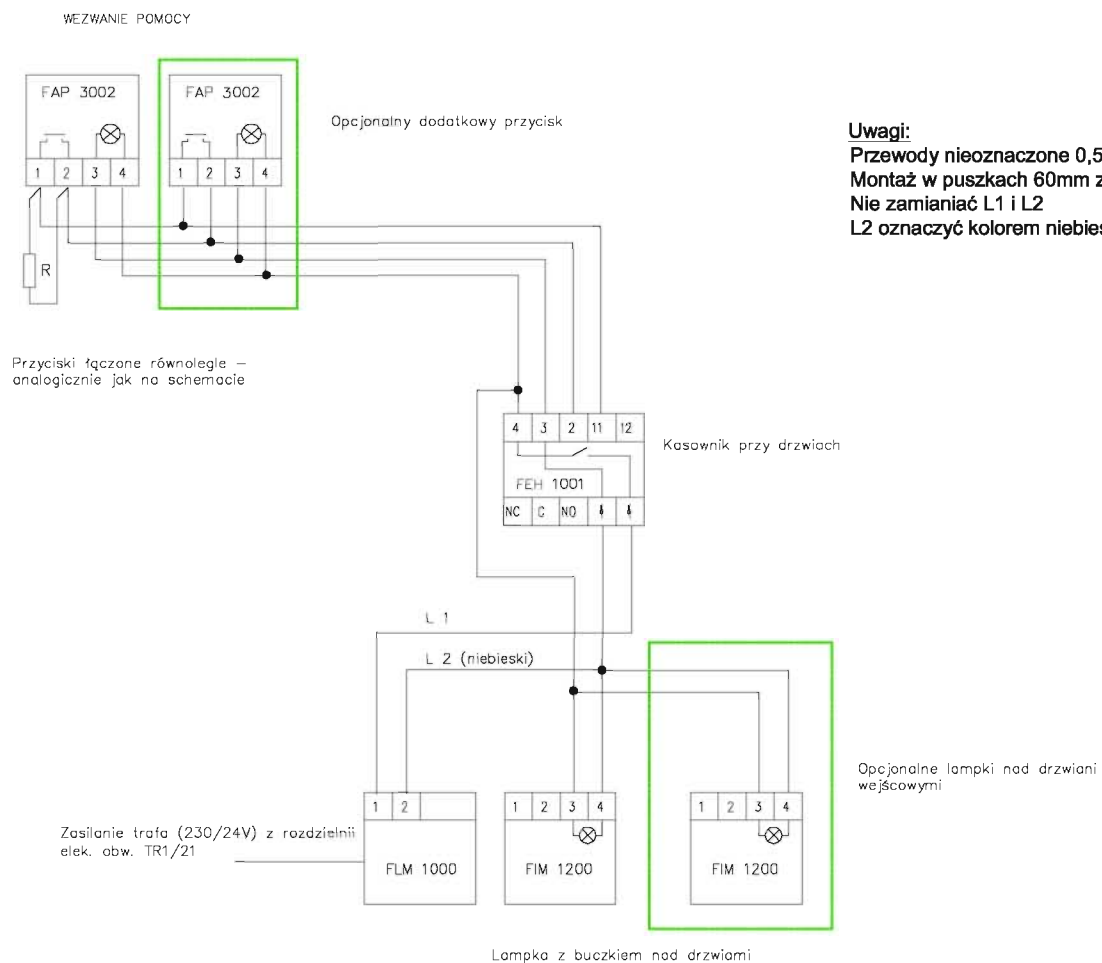 WEZWANIE POMOCY
FAP 3002
1 2 3 4
R
FAP 3002
1 2 3 4
Opcjonalny dodatkowy przycisk
Uwagi:
Przewody nieoznaczone 0,5
Montaż w puszkach 60mm z
Nie zamianiać L1 i L2
L2 oznaczyć kolorem niebies
Przyciski łączone równolegle –
analogicznie jak na schemacie
4 3 2 11 12
FEH 1001
NC C NO
Kasownik przy drzwiach
L 1
L 2 (niebieski)
Zasilanie trafa (230/24V) z rozdzielnii
elek. obw. TR1/21
1 2
FLM 1000
1 2 3 4
FIM 1200
1 2 3 4
FIM 1200
Opcjonalne lampki nad drzwiani
wejścowymi
Lampka z buczkiem nad drzwiami